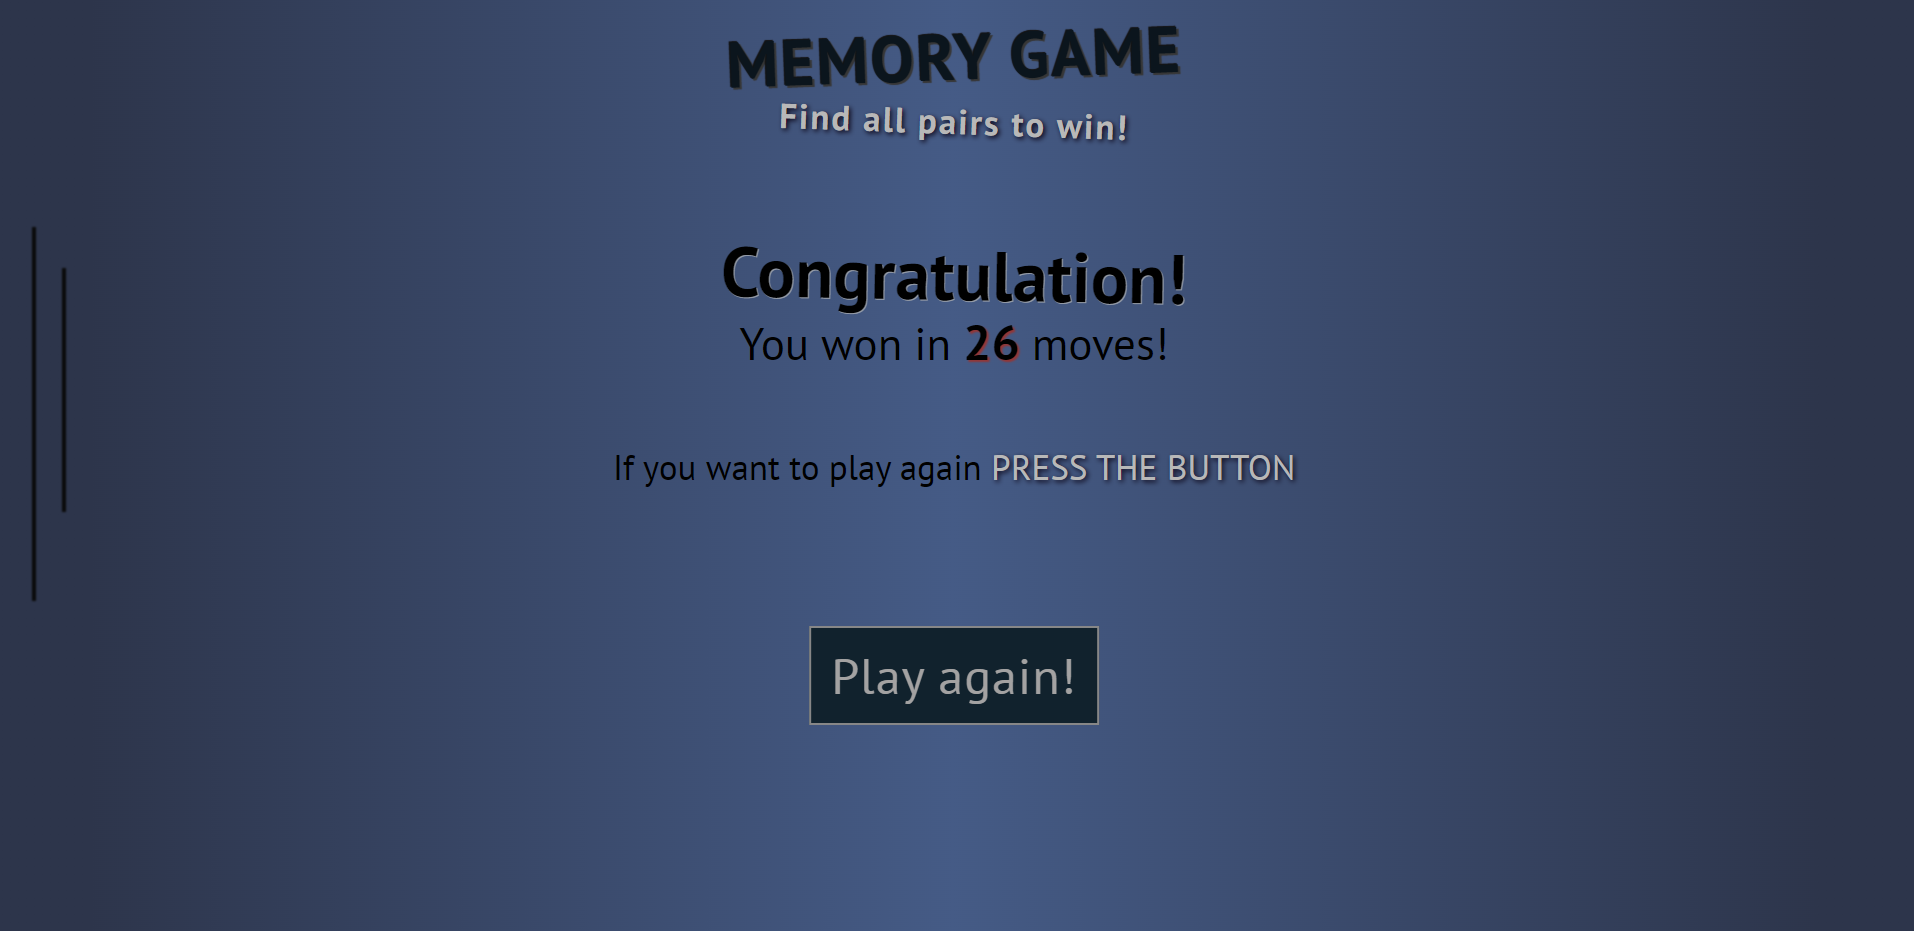 MEMORY GAME
Find all pairs to win!
Congratulation!
You won in 26 moves!
If you want to play again PRESS THE BUTTON
Play again!